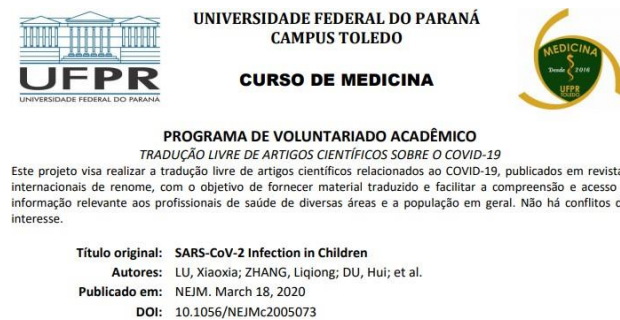 UNIVERSIDADE FEDERAL DO PARANÁ
CAMPUS TOLEDO
CURSO DE MEDICINA
UFPR
UNIVERSIDADE FEDERAL DO PARANÁ
MEDICINA
Desde 2016
UFPR
TOLEDO
PROGRAMA DE VOLUNTARIADO ACADÊMICO
TRADUÇÃO LIVRE DE ARTIGOS CIENTÍFICOS SOBRE O COVID-19
Este projeto visa realizar a tradução livre de artigos científicos relacionados ao COVID-19, publicados em revista
internacionais de renome, com o objetivo de fornecer material traduzido e facilitar a compreensão e acesso
informação relevante aos profissionais de saúde de diversas áreas e a população em geral. Não há conflitos d
interesse.
Título original: SARS-CoV-2 Infection in Children
Autores: LU, Xiaoxia; ZHANG, Liqiong; DU, Hui; et al.
Publicado em: NEJM. March 18, 2020
DOI: 10.1056/NEJMc2005073